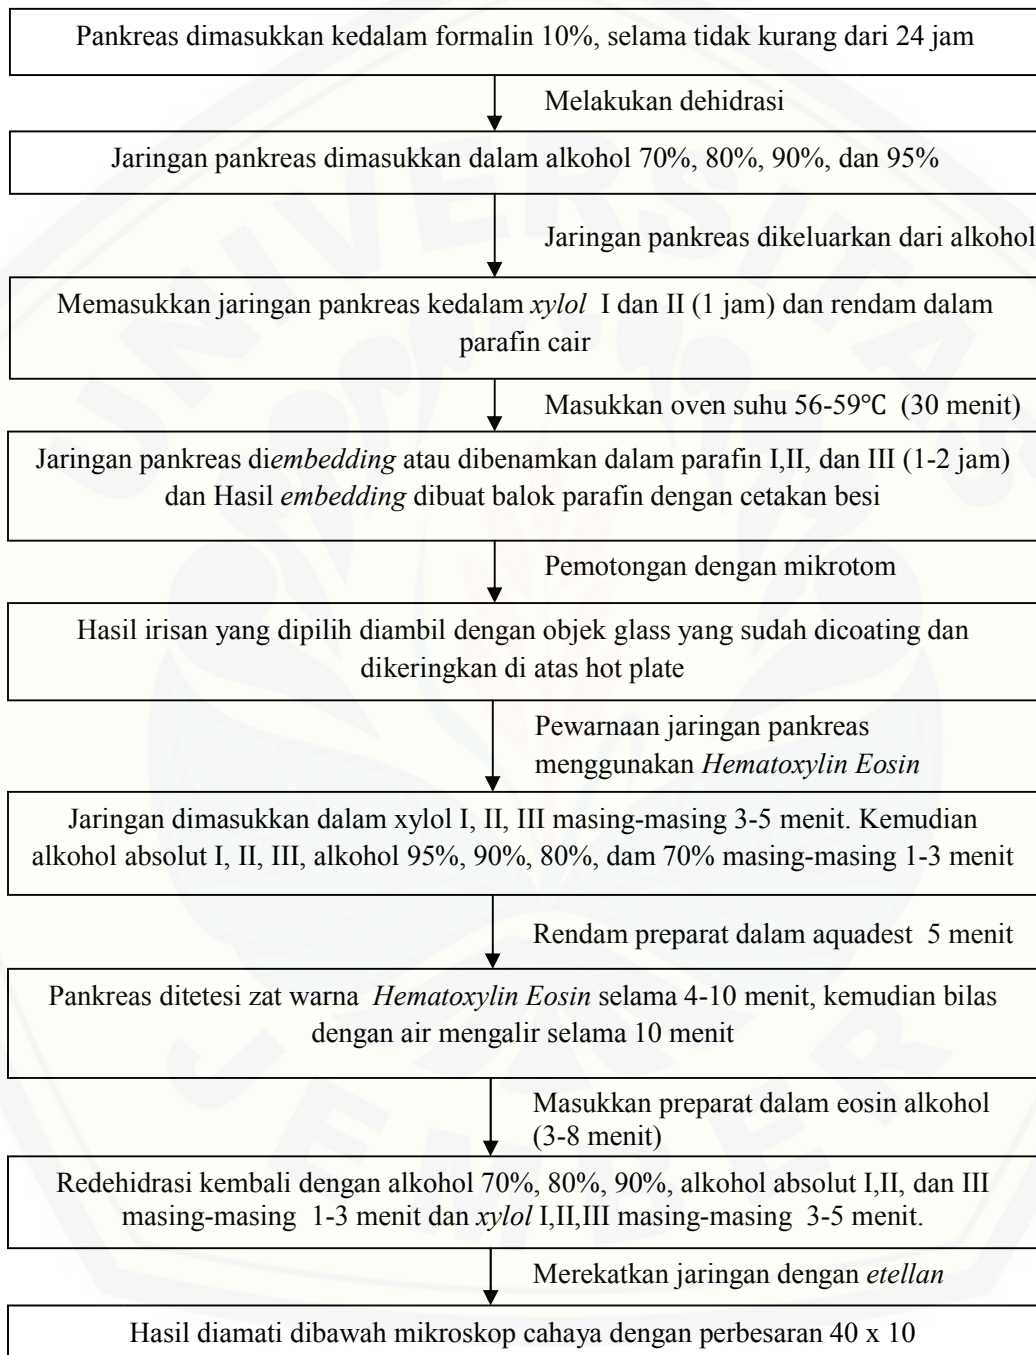 Pankreas dimasukkan kedalam formalin 10%, selama tidak kurang dari 24 jam
Melakukan dehidrasi
Jaringan pankreas dimasukkan dalam alkohol 70%, 80%, 90%, dan 95%
Jaringan pankreas dikeluarkan dari alkohol
Memasukkan jaringan pankreas kedalam xylol I dan II (1 jam) dan rendam dalam
parafin cair
Masukkan oven suhu 56-59℃ (30 menit)
Jaringan pankreas diembedding atau dibenamkan dalam parafin I,II, dan III (1-2 jam)
dan Hasil embedding dibuat balok parafin dengan cetakan besi
Pemotongan dengan mikrotom
Hasil irisan yang dipilih diambil dengan objek glass yang sudah dicoating dan
dikeringkan di atas hot plate
Pewarnaan jaringan pankreas
menggunakan Hematoxylin Eosin
Jaringan dimasukkan dalam xylol I, II, III masing-masing 3-5 menit. Kemudian
alkohol absolut I, II, III, alkohol 95%, 90%, 80%, dam 70% masing-masing 1-3 menit
Rendam preparat dalam aquadest 5 menit
Pankreas ditetesi zat warna Hematoxylin Eosin selama 4-10 menit, kemudian bilas
dengan air mengalir selama 10 menit
Masukkan preparat dalam eosin alkohol
(3-8 menit)
Redehidrasi kembali dengan alkohol 70%, 80%, 90%, alkohol absolut I,II, dan III
masing-masing 1-3 menit dan xylol I,II,III masing-masing 3-5 menit.
Merekatkan jaringan dengan etellan
Hasil diamati dibawah mikroskop cahaya dengan perbesaran 40 x 10
UNIVERSITAS
JEMBER